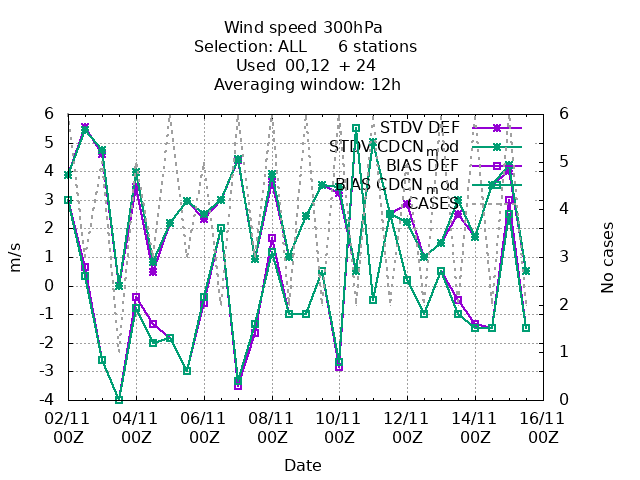 Wind speed 300hPa
Selection: ALL 6 stations
Used 00,12 + 24
Averaging window: 12h
6
5
4
3
2
1
0
-1
-2
-3
-4
6
5
4
3
2
1
0
STDV DEF
STDV CDCN_mod
BIAS DEF
BIAS CDCN_mod
CASES
m/s
No cases
02/11 04/11 06/11 08/11 10/11 12/11 14/11 16/11
00Z 00Z 00Z 00Z 00Z 00Z 00Z 00Z
Date